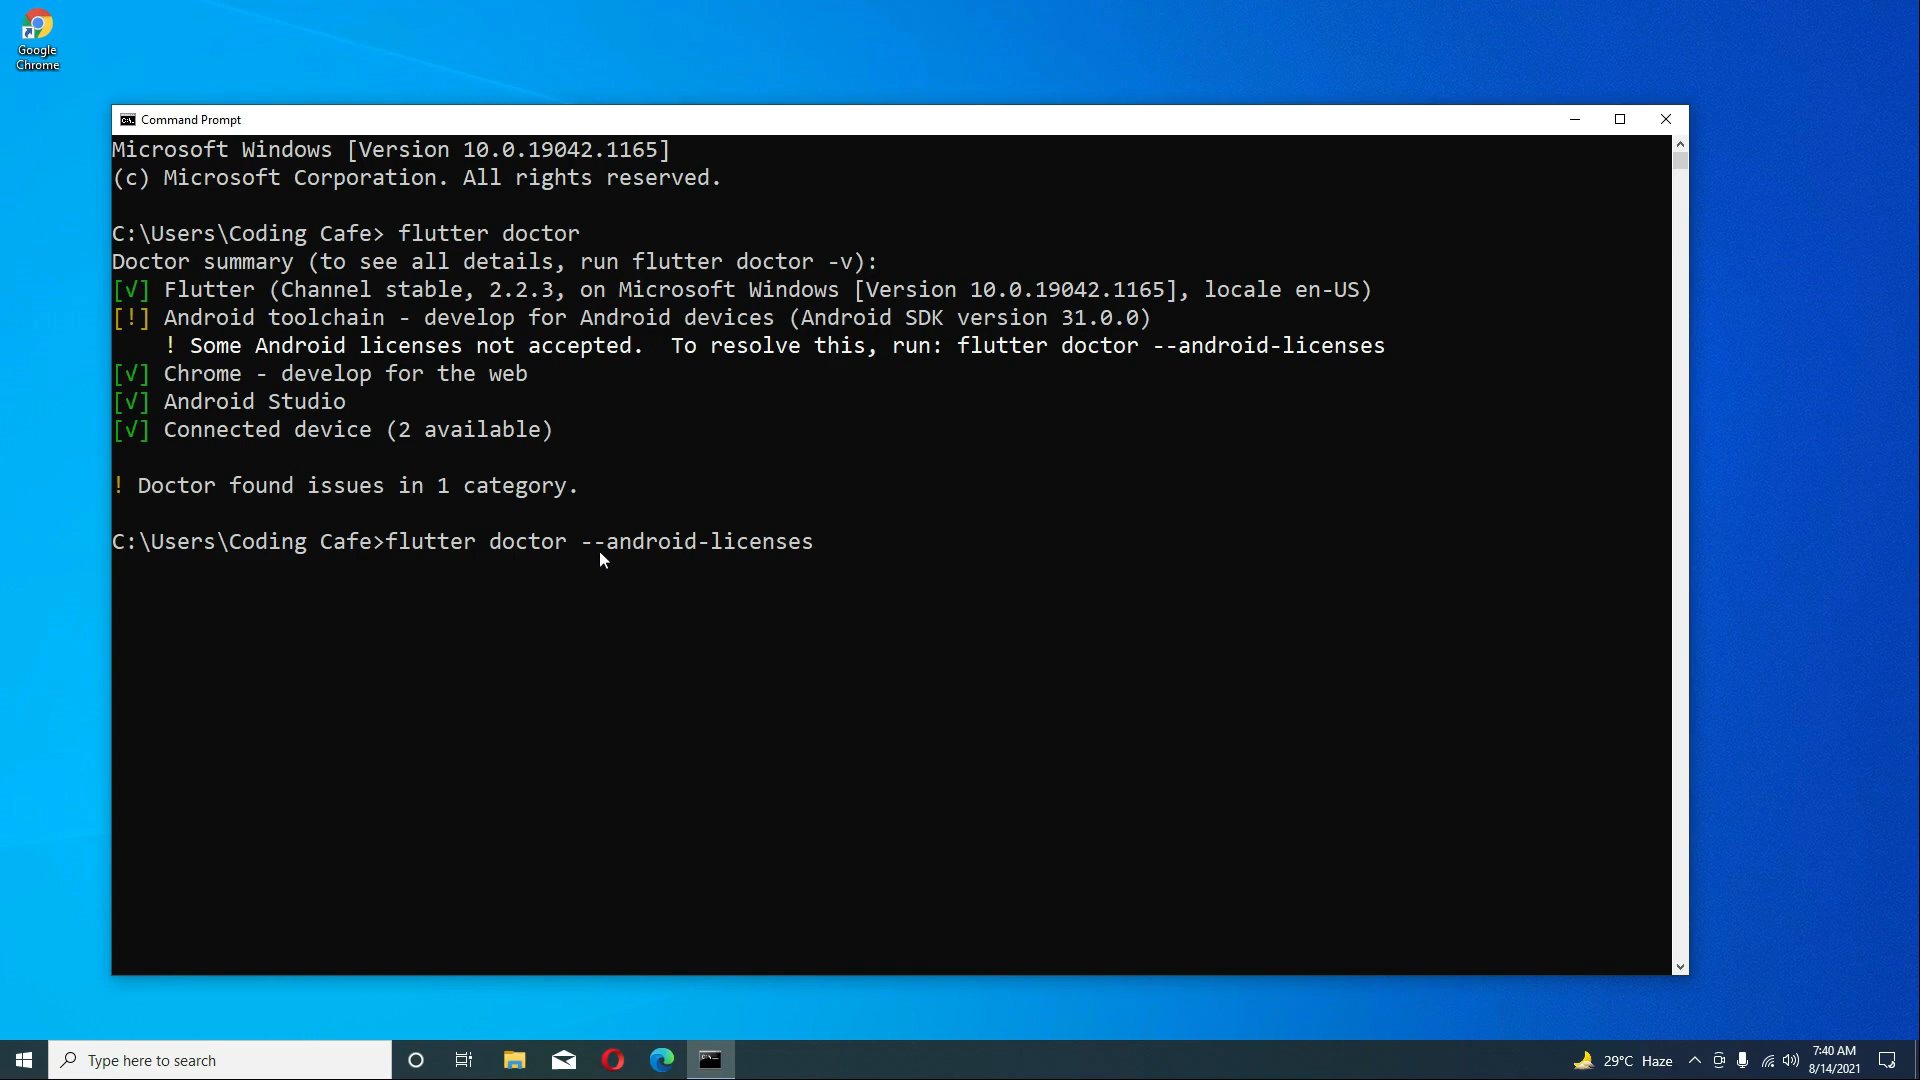 Google
Chrome
Command Prompt
Microsoft Windows [Version 10.0.19042.1165]
(c) Microsoft Corporation. All rights reserved.
C:\Users\Coding Cafe> flutter doctor
Doctor summary (to see all details, run flutter doctor -v):
[√] Flutter (Channel stable, 2.2.3, on Microsoft Windows [Version 10.0.19042.1165], locale en-US)
[!] Android toolchain - develop for Android devices (Android SDK version 31.0.0)
! Some Android licenses not accepted.  To resolve this, run: flutter doctor --android-licenses
[√] Chrome - develop for the web
[√] Android Studio
[√] Connected device (2 available)
! Doctor found issues in 1 category.
C:\Users\Coding Cafe>flutter doctor --android-licenses
Type here to search
29°C Haze
7:40 AM
8/14/2021